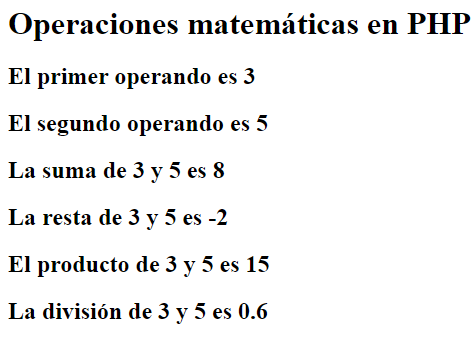 Operaciones matemáticas en PHP
El primer operando es 3
El segundo operando es 5
La suma de 3 y 5 es 8
La resta de 3 y 5 es -2
El producto de 3 y 5 es 15
La división de 3 y 5 es 0.6